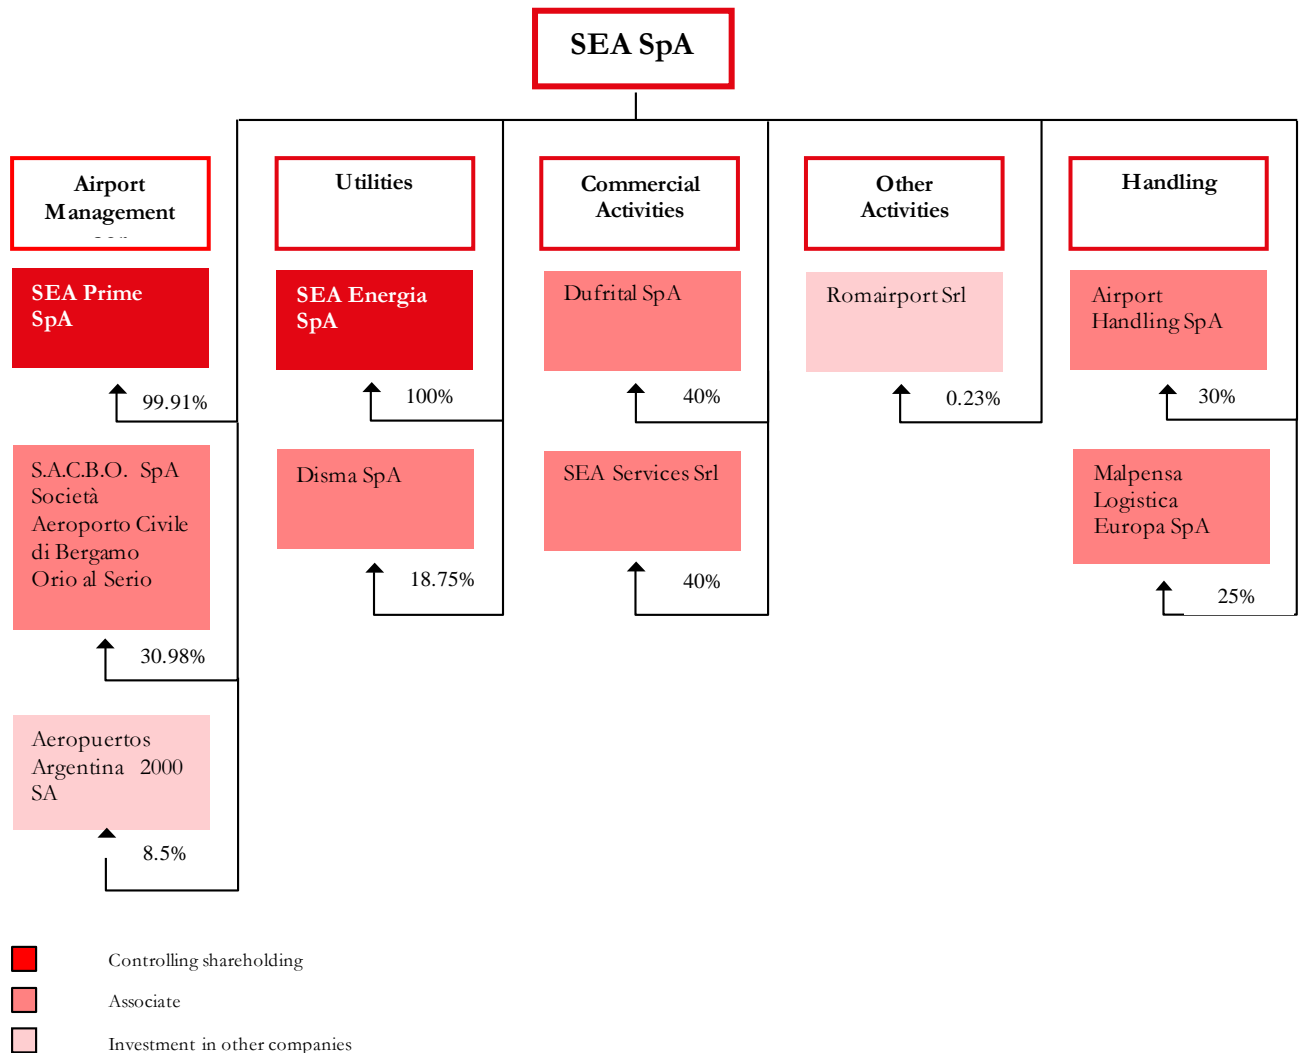 SEA SpA
Airport
Management
Utilities
Commercial
Activities
Other
Activities
Handling
SEA Prime
SpA
SEA Energia
SpA
Dufrital SpA
Romairport Srl
Airport
Handling SpA
99.91%
100%
40%
0.23%
30%
S.A.C.B.O. SpA
Società
Aeroporto Civile
di Bergamo
Orio al Serio
Disma SpA
SEA Services Srl
Malpensa
Logistica
Europa SpA
30.98%
18.75%
40%
25%
Aeropuertos
Argentina 2000
SA
8.5%
Controlling shareholding
Associate
Investment in other companies